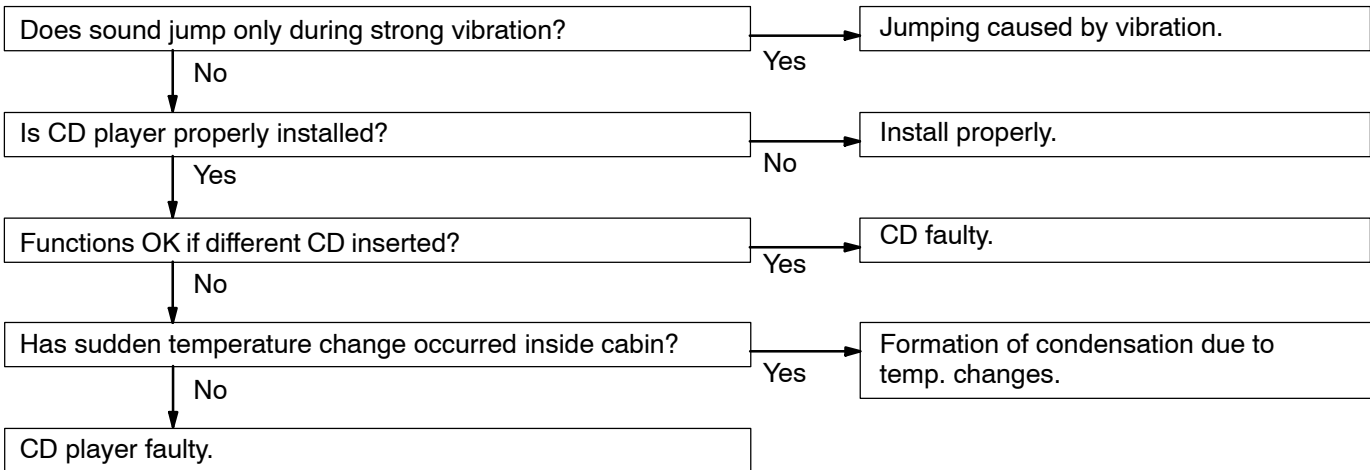 Does sound jump only during strong vibration?
Jumping caused by vibration.
Yes
No
Is CD player properly installed?
Install properly.
No
Yes
Functions OK if different CD inserted?
CD faulty.
Yes
No
Has sudden temperature change occurred inside cabin?
Formation of condensation due to
temp. changes.
Yes
No
CD player faulty.